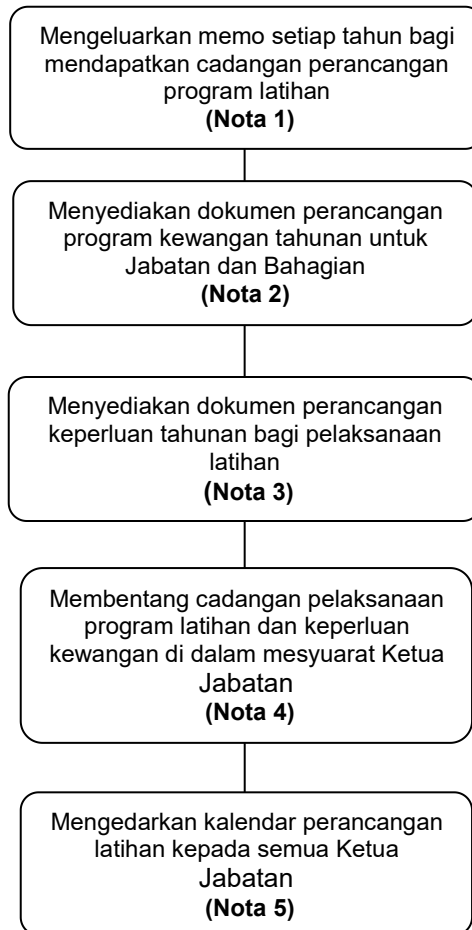 Mengeluarkan memo setiap tahun bagi
mendapatkan cadangan perancangan
program latihan
(Nota 1)
Menyediakan dokumen perancangan
program kewangan tahunan untuk
Jabatan dan Bahagian
(Nota 2)
Menyediakan dokumen perancangan
keperluan tahunan bagi pelaksanaan
latihan
(Nota 3)
Membentang cadangan pelaksanaan
program latihan dan keperluan
kewangan di dalam mesyuarat Ketua
Jabatan
(Nota 4)
Mengedarkan kalendar perancangan
latihan kepada semua Ketua
Jabatan
(Nota 5)